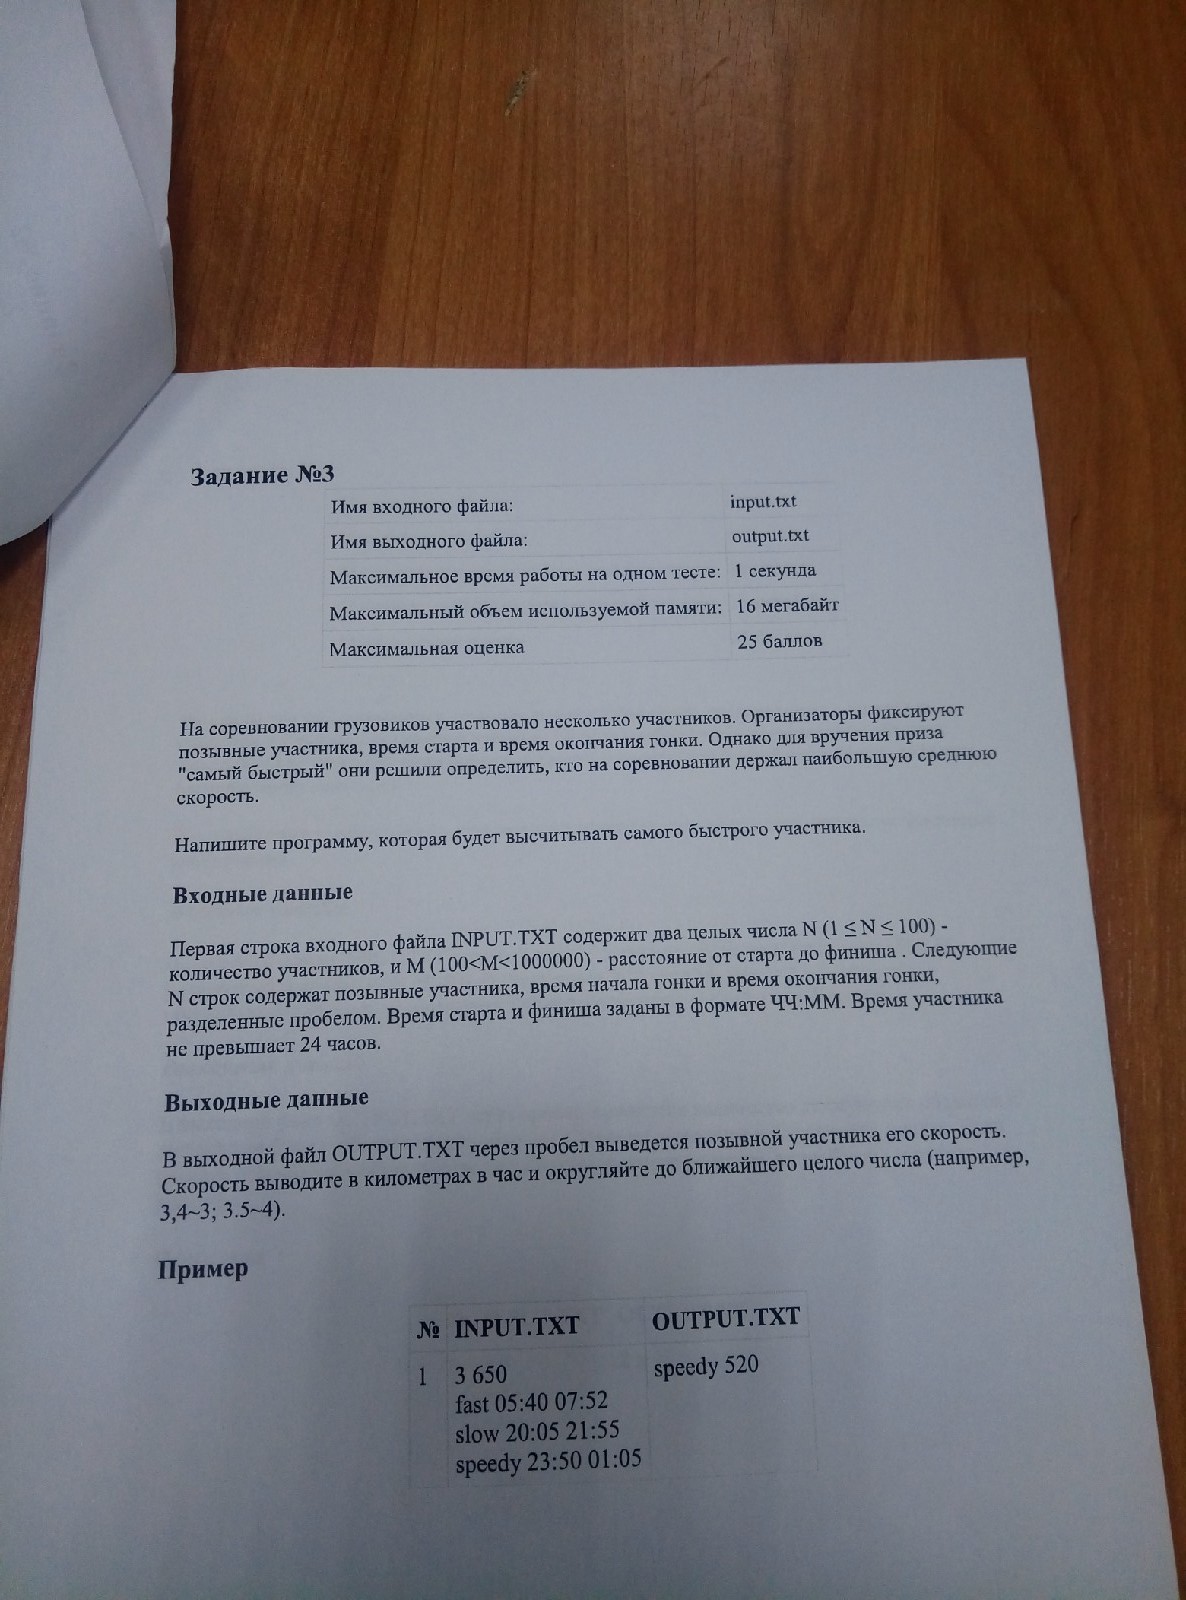 Задание №3
Имя входного файла: input.txt
Имя выходного файла: output.txt
Максимальное время работы на одном тесте: 1 секунда
Максимальный объем используемой памяти: 16 мегабайт
Максимальная оценка 25 баллов
На соревновании грузовиков участвовало несколько участников. Организаторы фиксируют
позывные участника, время старта и время окончания гонки. Однако для вручения приза
"самый быстрый" они решили определить, кто на соревновании держал наибольшую среднюю
скорость.
Напишите программу, которая будет высчитывать самого быстрого участника.
Входные данные
Первая строка входного файла INPUT.TXT содержит два целых числа N (1 ≤ N ≤ 100) -
количество участников, и M (100<M<1000000) - расстояние от старта до финиша . Следующие
N строк содержат позывные участника, время начала гонки и время окончания гонки,
разделенные пробелом. Время старта и финиша заданы в формате ЧЧ:ММ. Время участника
не превышает 24 часов.
Выходные данные
В выходной файл OUTPUT.TXT через пробел выведется позывной участника его скорость.
Скорость выводите в километрах в час и округляйте до ближайшего целого числа (например,
3,4~3; 3.5~4).
Пример
№ INPUT.TXT OUTPUT.TXT
1 3 650 speedy 520
fast 05:40 07:52
slow 20:05 21:55
speedy 23:50 01:05